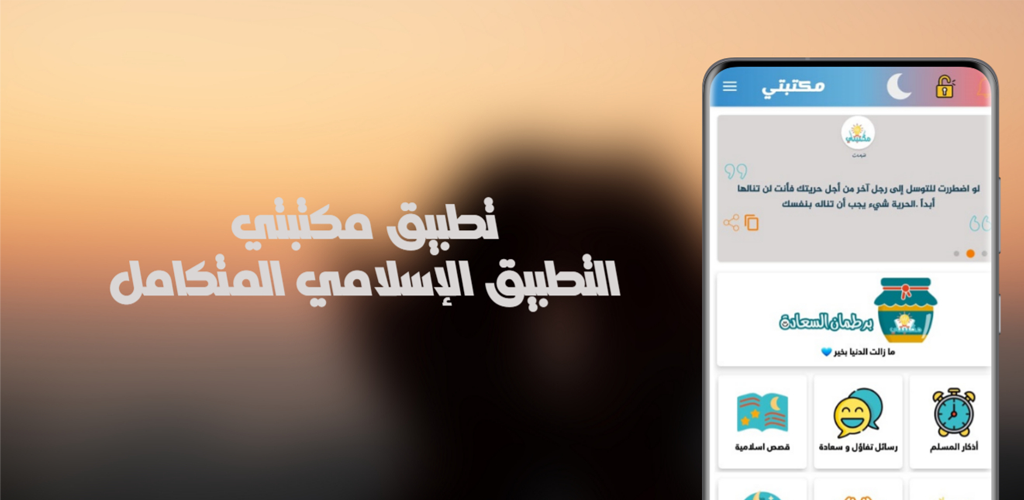 تطبيق مكتبتي
التطبيق الإسلامي المتكامل
مكتبتي
مكتبتي
لو اضطررت للتوسل إلى رجل آخر من أجل حريتك فأنت لن تنالها
أبداً .الحرية شيء يجب أن تناله بنفسك
برطمان السعادة
مكتبتي
ما زالت الدنيا بخير 💙
أذكار المسلم
رسائل تفاؤل و سعادة
قصص اسلامية